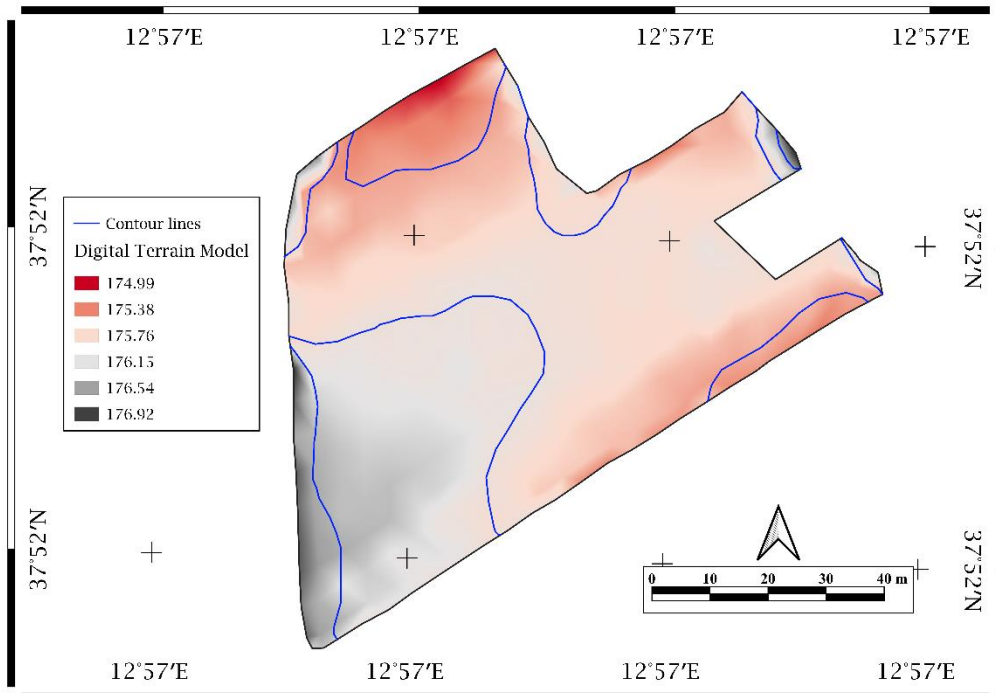 12°57′E 12°57′E 12°57′E 12°57′E
37°52′N
37°52′N
Contour lines
Digital Terrain Model
174.99
175.38
175.76
176.15
176.54
176.92
37°52′N
37°52′N
0 10 20 30 40 m
12°57′E 12°57′E 12°57′E 12°57′E